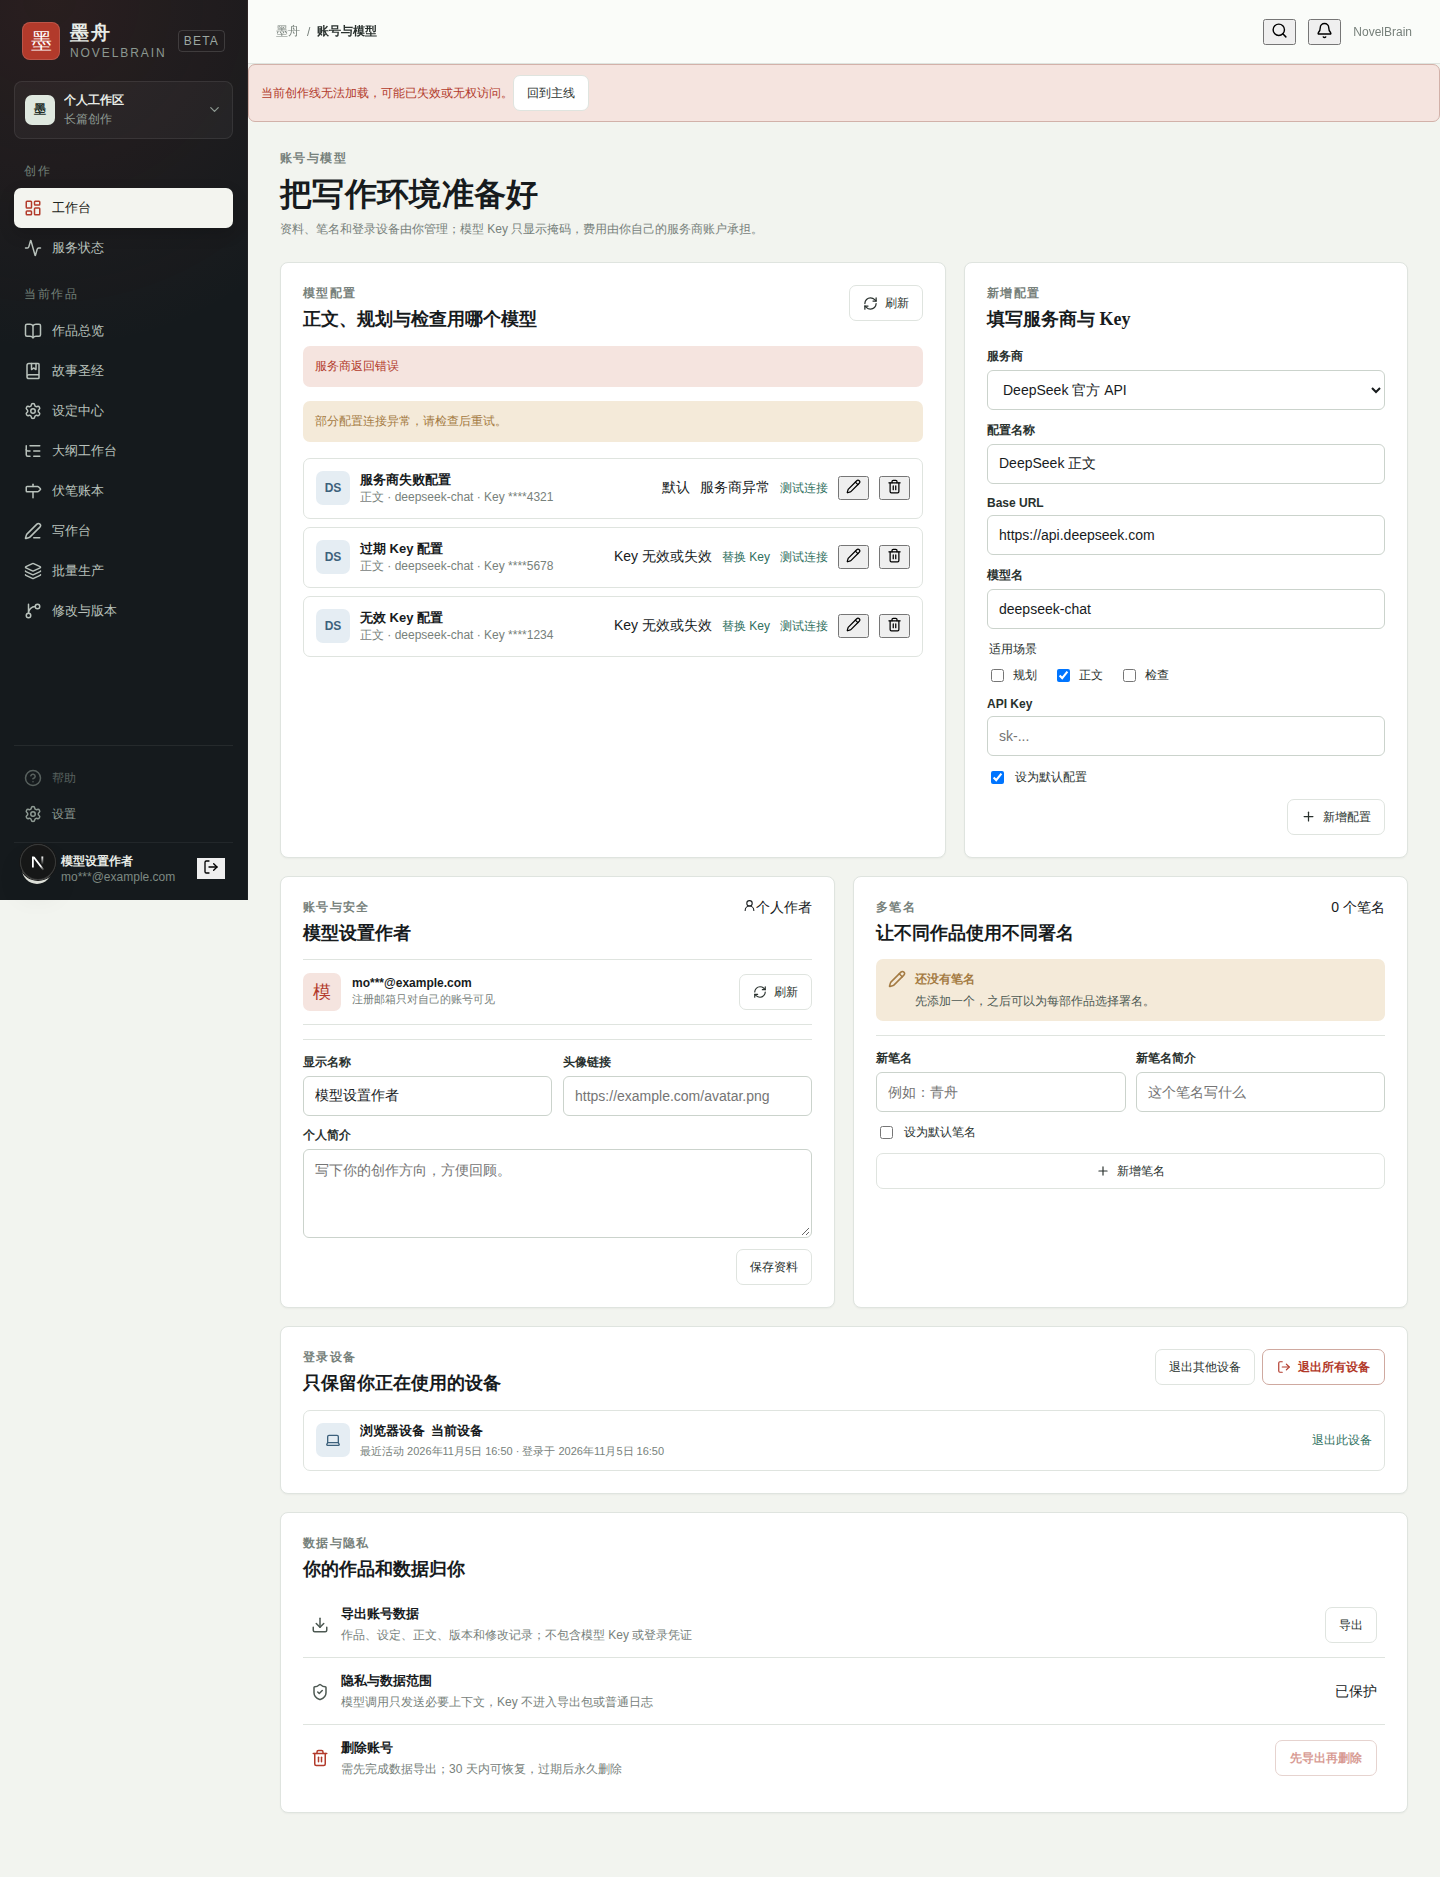 墨
墨舟
NOVELBRAIN
BETA
墨
个人工作区
长篇创作
创作
工作台
服务状态
当前作品
作品总览
故事圣经
设定中心
大纲工作台
伏笔账本
写作台
批量生产
修改与版本
帮助
设置
N
模型设置作者
mo***@example.com
墨舟 / 账号与模型
NovelBrain
当前创作线无法加载，可能已失效或无权访问。 回到主线
账号与模型
把写作环境准备好
资料、笔名和登录设备由你管理；模型 Key 只显示掩码，费用由你自己的服务商账户承担。
模型配置
正文、规划与检查用哪个模型
刷新
服务商返回错误
部分配置连接异常，请检查后重试。
DS
服务商失败配置
正文 · deepseek-chat · Key ****4321
默认 服务商异常 测试连接
DS
过期 Key 配置
正文 · deepseek-chat · Key ****5678
Key 无效或失效 替换 Key 测试连接
DS
无效 Key 配置
正文 · deepseek-chat · Key ****1234
Key 无效或失效 替换 Key 测试连接
新增配置
填写服务商与 Key
服务商
DeepSeek 官方 API
配置名称
DeepSeek 正文
Base URL
https://api.deepseek.com
模型名
deepseek-chat
适用场景
规划 正文 检查
API Key
sk-...
设为默认配置
新增配置
账号与安全
模型设置作者
个人作者
模
mo***@example.com
注册邮箱只对自己的账号可见
刷新
显示名称
模型设置作者
头像链接
https://example.com/avatar.png
个人简介
写下你的创作方向，方便回顾。
保存资料
多笔名
让不同作品使用不同署名
0 个笔名
还没有笔名
先添加一个，之后可以为每部作品选择署名。
新笔名
例如：青舟
新笔名简介
这个笔名写什么
设为默认笔名
新增笔名
登录设备
只保留你正在使用的设备
退出其他设备
退出所有设备
浏览器设备 当前设备
最近活动 2026年11月5日 16:50 · 登录于 2026年11月5日 16:50
退出此设备
数据与隐私
你的作品和数据归你
导出账号数据
作品、设定、正文、版本和修改记录；不包含模型 Key 或登录凭证
导出
隐私与数据范围
模型调用只发送必要上下文，Key 不进入导出包或普通日志
已保护
删除账号
需先完成数据导出；30 天内可恢复，过期后永久删除
先导出再删除